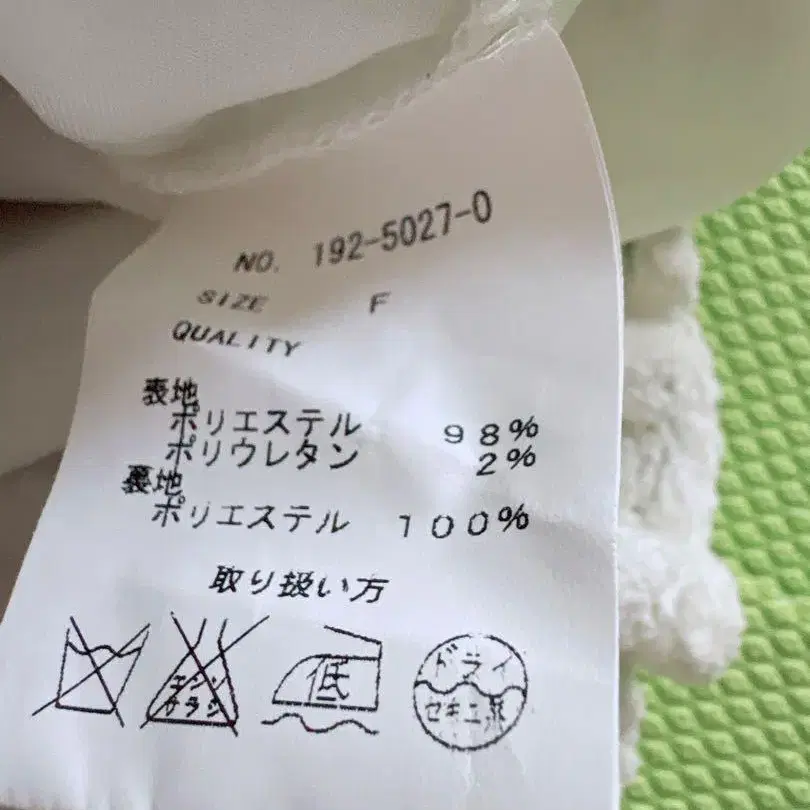 NO. 192-5027-0
SIZE F
QUALITY
表地
ポリエステル 98%
ポリウレタン 2%
裏地
ポリエステル 100%
取り扱い方
エンソ
サラシ
低
ドライ
セキユ系